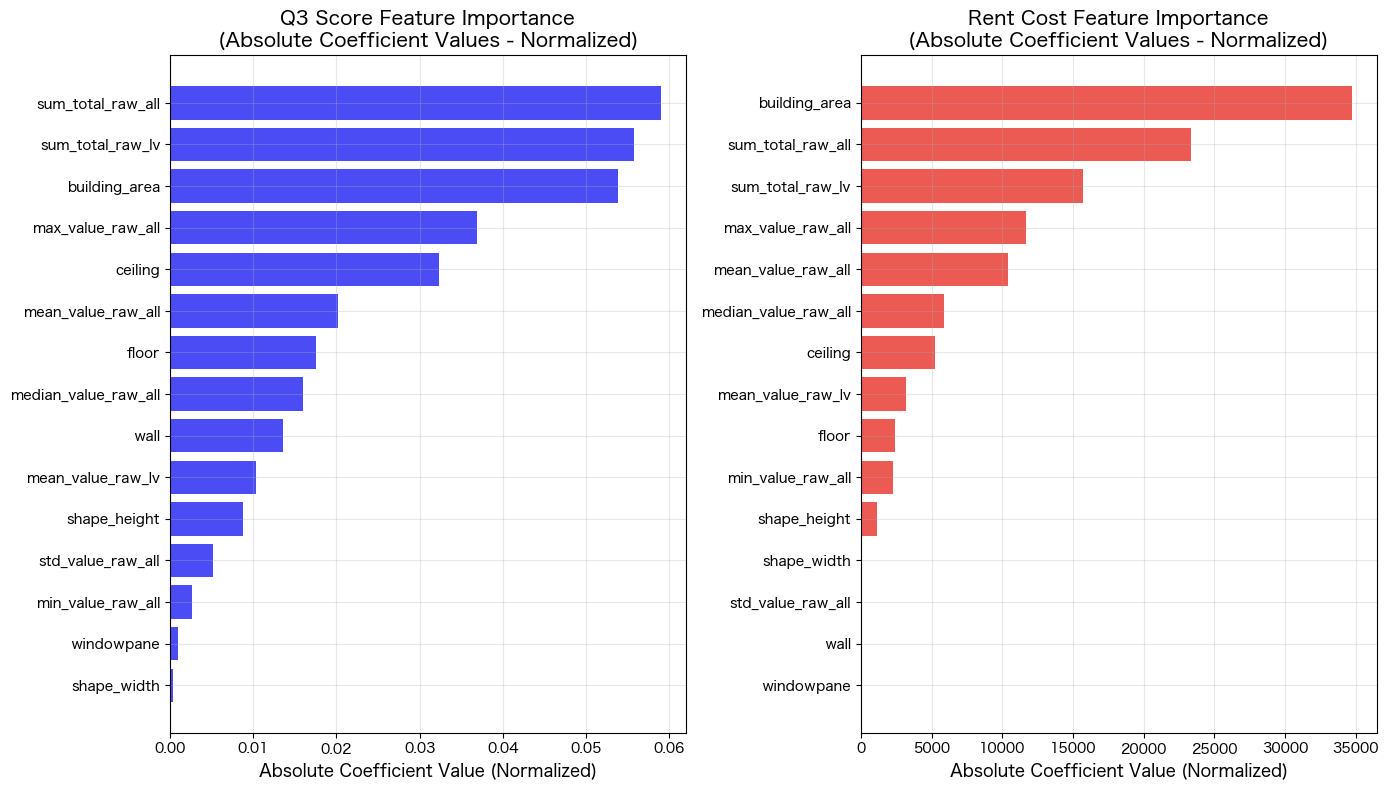 Q3 Score Feature Importance
(Absolute Coefficient Values - Normalized)
sum_total_raw_all
sum_total_raw_lv
building_area
max_value_raw_all
ceiling
mean_value_raw_all
floor
median_value_raw_all
wall
mean_value_raw_lv
shape_height
std_value_raw_all
min_value_raw_all
windowpane
shape_width
0.00 0.01 0.02 0.03 0.04 0.05 0.06
Absolute Coefficient Value (Normalized)
Rent Cost Feature Importance
(Absolute Coefficient Values - Normalized)
building_area
sum_total_raw_all
sum_total_raw_lv
max_value_raw_all
mean_value_raw_all
median_value_raw_all
ceiling
mean_value_raw_lv
floor
min_value_raw_all
shape_height
shape_width
std_value_raw_all
wall
windowpane
0 5000 10000 15000 20000 25000 30000 35000
Absolute Coefficient Value (Normalized)